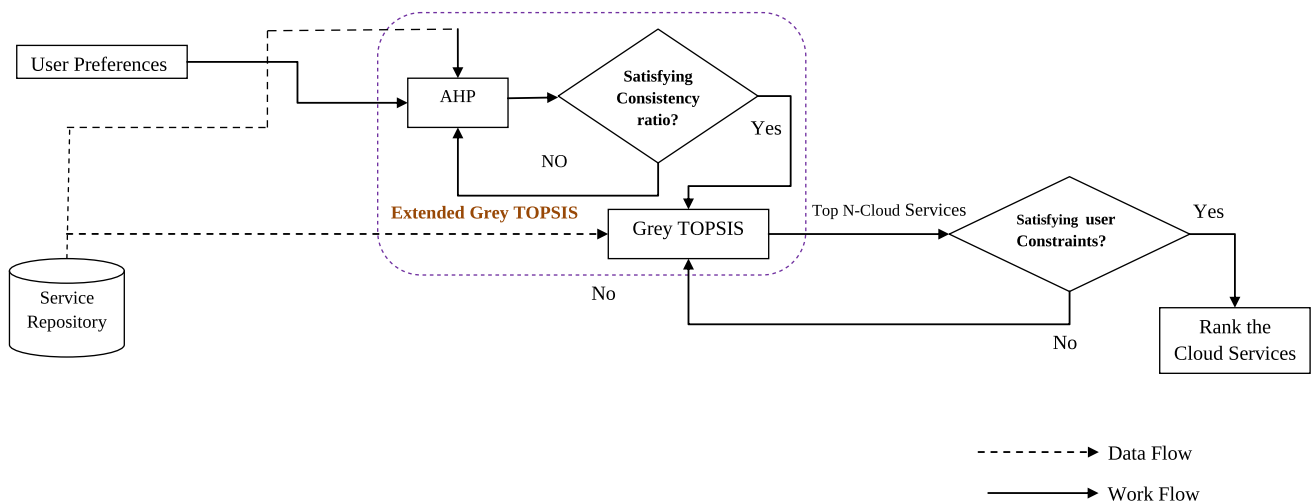 User Preferences
AHP
Satisfying
Consistency
ratio?
Yes
NO
Extended Grey TOPSIS
Grey TOPSIS
Top N-Cloud Services
Satisfying user
Constraints?
Yes
Service
Repository
No
No
Rank the
Cloud Services
Data Flow
Work Flow